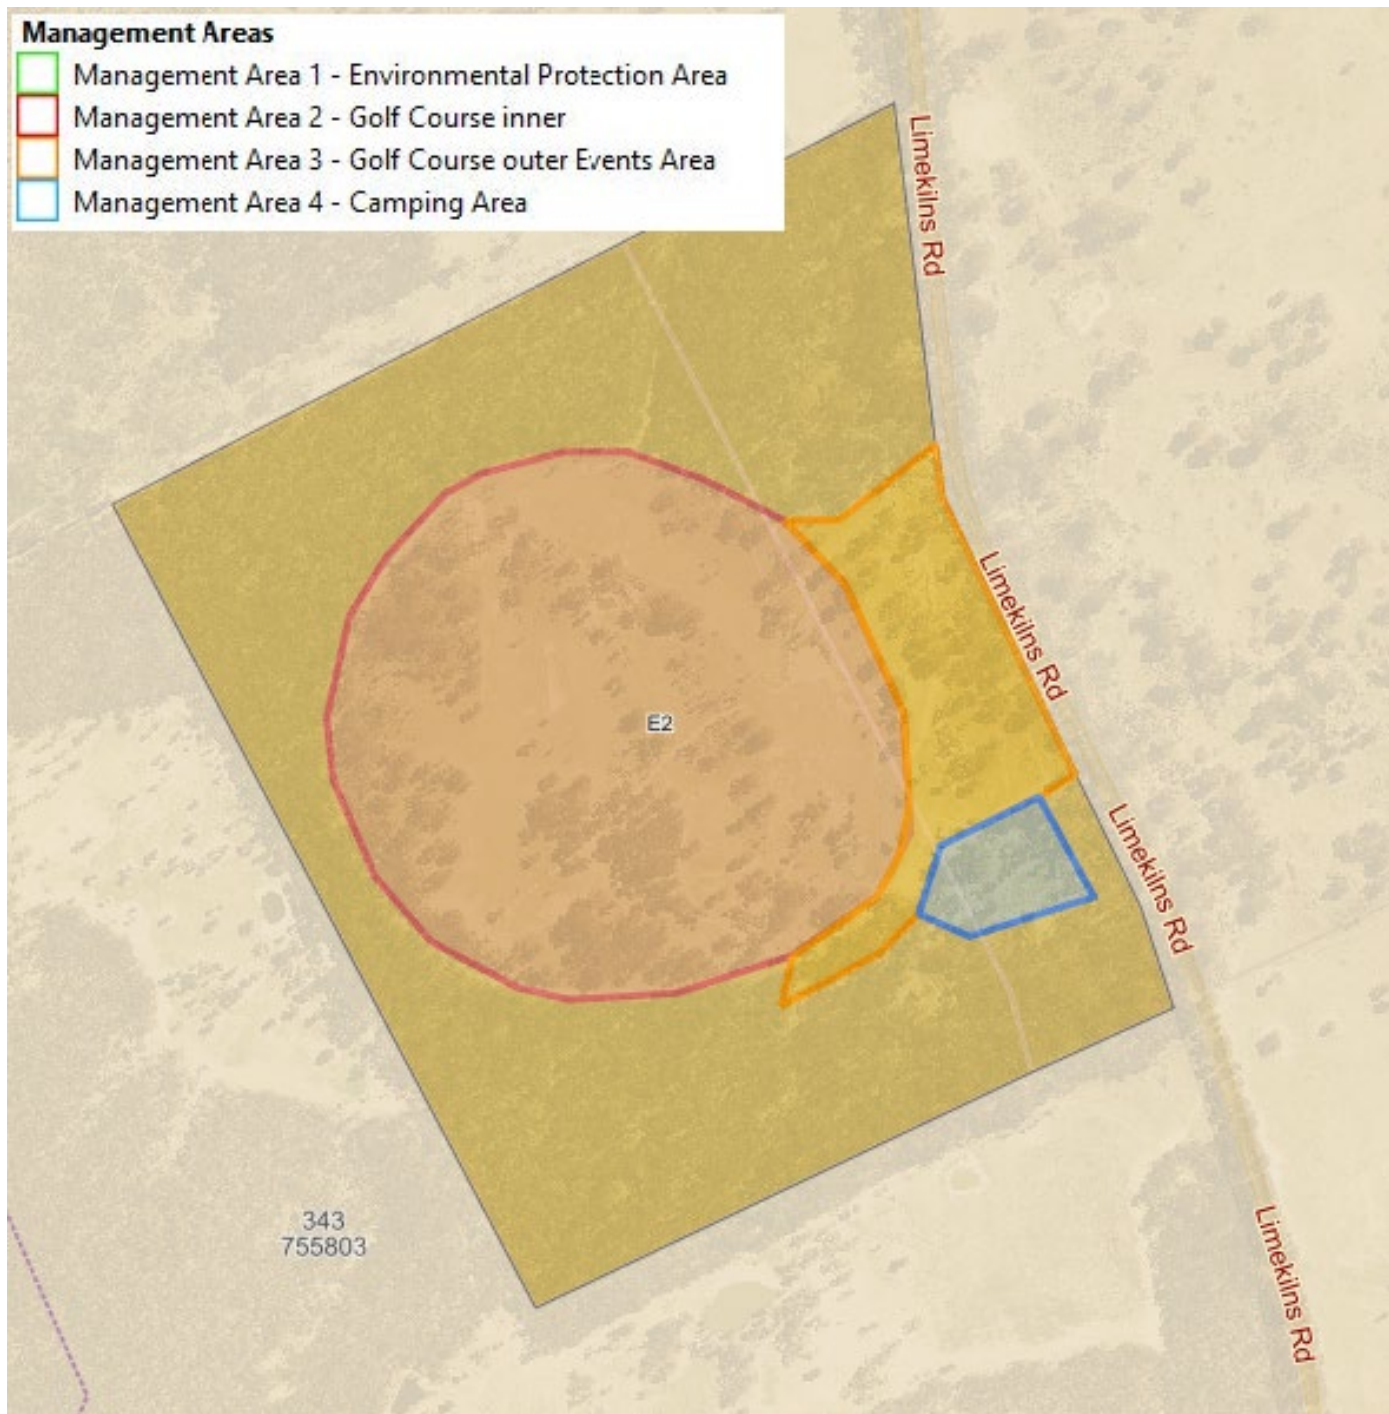 Management Areas
Management Area 1 - Environmental Protection Area
Management Area 2 - Golf Course inner
Management Area 3 - Golf Course outer Events Area
Management Area 4 - Camping Area
Limekilns Rd
Limekilns Rd
E2
Limekilns Rd
343
755803
Limekilns Rd